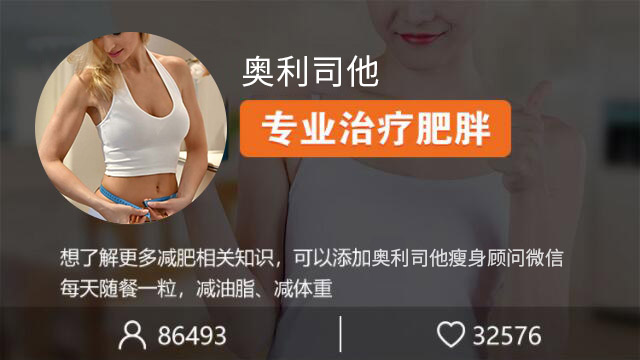 奥利司他
专业治疗肥胖
想了解更多减肥相关知识，可以添加奥利司他瘦身顾问微信
每天随餐一粒，减油脂、减体重
86493
32576